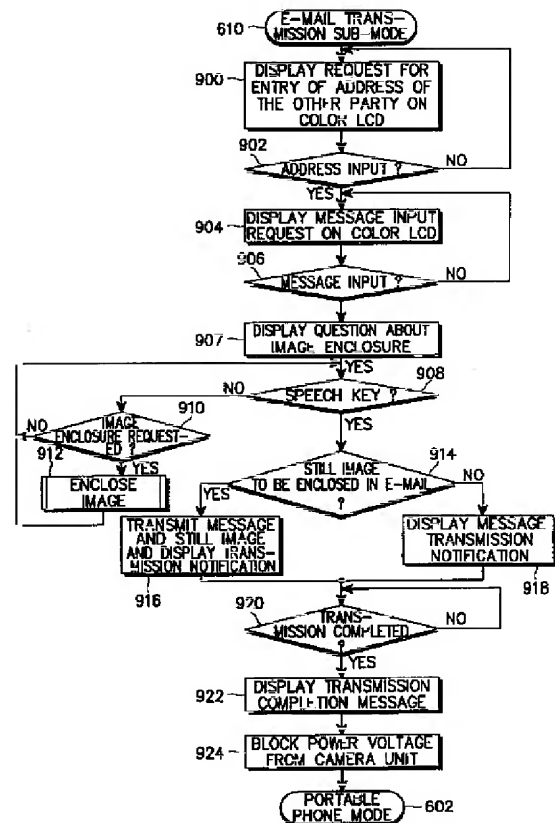 610
E-MAIL TRANS-
MISSION SUB-MODE
900
DISPLAY REQUEST FOR
ENTRY OF ADDRESS OF
THE OTHER PARTY ON
COLOR LCD
902
ADDRESS INPUT ?
NO
YES
904
DISPLAY MESSAGE INPUT
REQUEST ON COLOR LCD
906
MESSAGE INPUT ?
NO
907
DISPLAY QUESTION ABOUT
IMAGE ENCLOSURE
YES
908
NO
SPEECH KEY ?
YES
910
NO
IMAGE
ENCLOSURE REQUEST-
ED ?
YES
912
ENCLOSE
IMAGE
914
STILL IMAGE
TO BE ENCLOSED IN E-MAIL
?
YES
NO
TRANSMIT MESSAGE
AND STILL IMAGE
AND DISPLAY TRANS-
MISSION NOTIFICATION
916
DISPLAY MESSAGE
TRANSMISSION
NOTIFICATION
918
920
TRANS-
MISSION COMPLETED
?
NO
YES
922
DISPLAY TRANSMISSION
COMPLETION MESSAGE
924
BLOCK POWER VOLTAGE
FROM CAMERA UNIT
PORTABLE
PHONE MODE
602